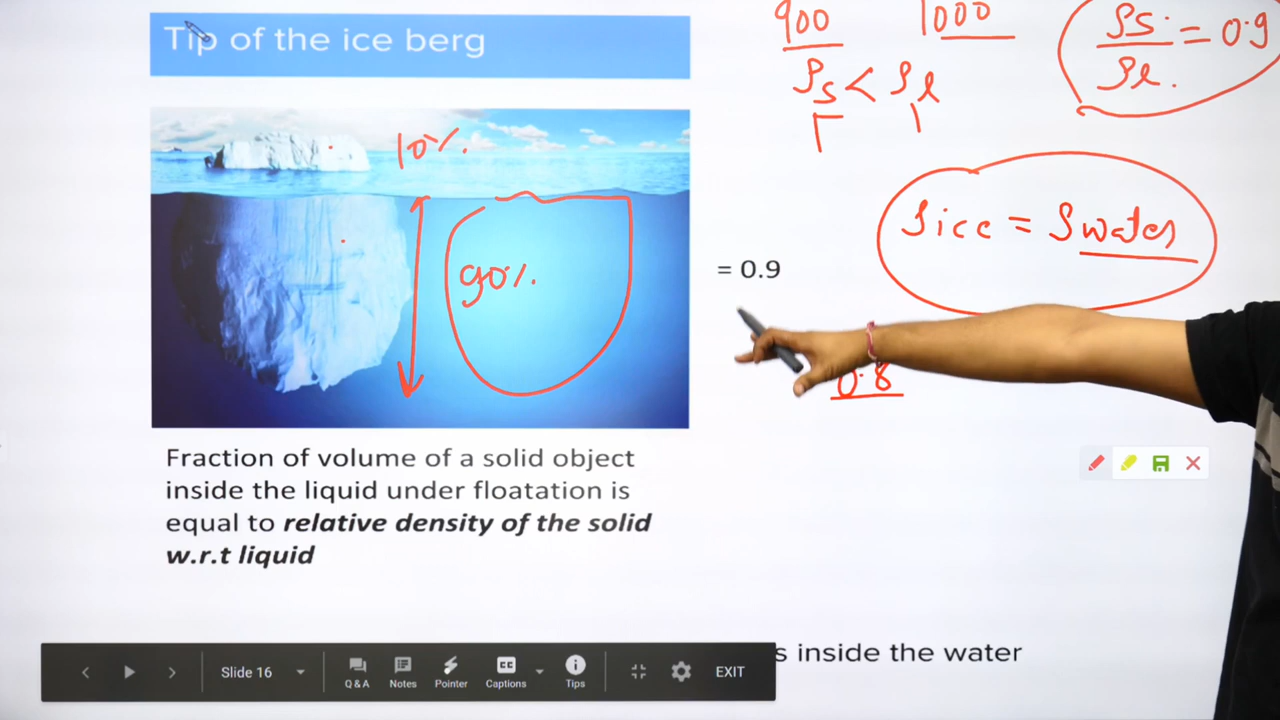 Tip of the ice berg
900 1000
ρs < ρl
ρs/ρl. = 0.9
10%.
90%.
ρice = ρwater
= 0.9
0.8
Fraction of volume of a solid object
inside the liquid under floatation is
equal to relative density of the solid
w.r.t liquid
s inside the water
Slide 16
Q & A
Notes
Pointer
CC
Captions
Tips
EXIT